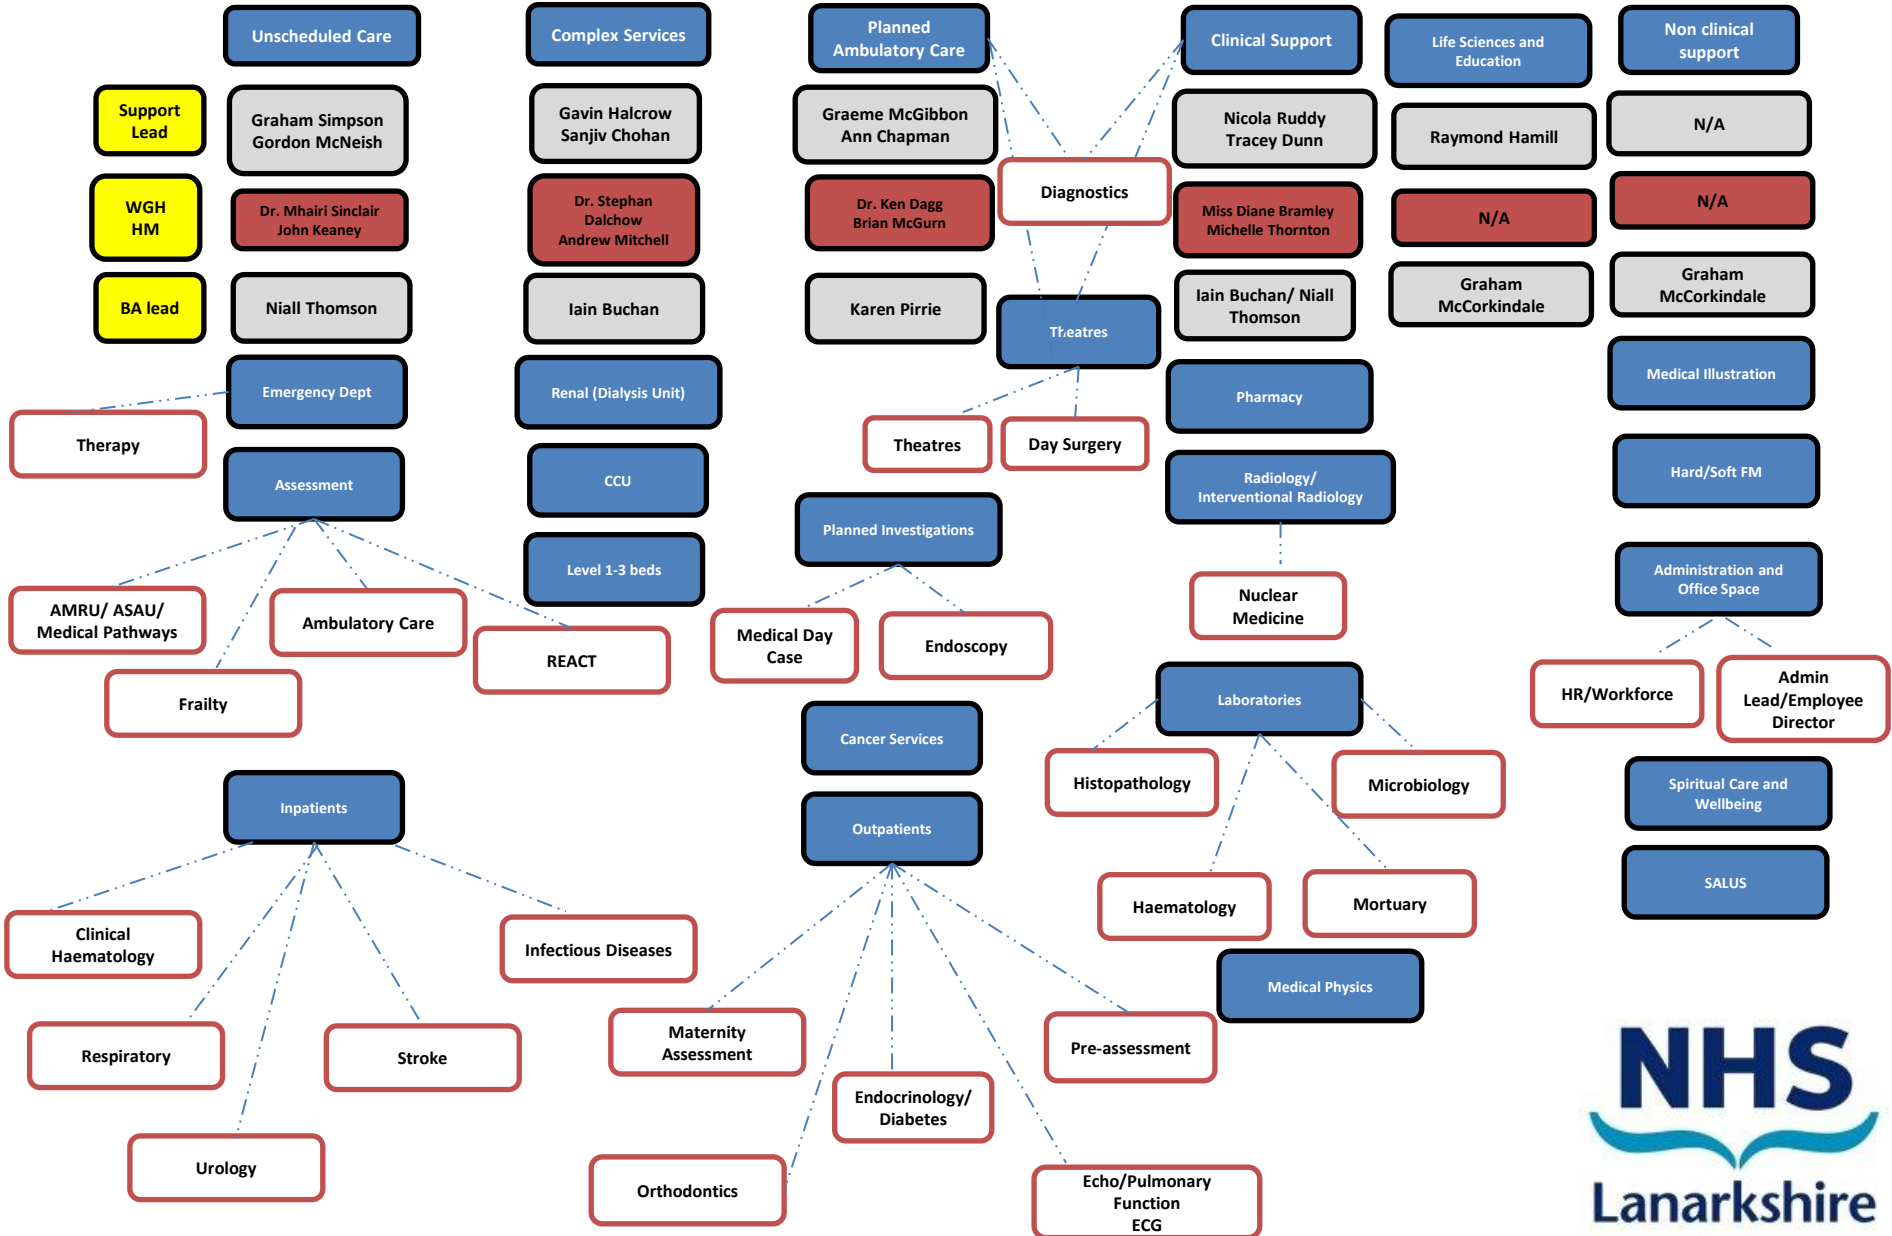 Unscheduled Care
Complex Services
Planned
Ambulatory Care
Clinical Support
Life Sciences and
Education
Non clinical
support
Support
Lead
Graham Simpson
Gordon McNeish
Gavin Halcrow
Sanjiv Chohan
Graeme McGibbon
Ann Chapman
Nicola Ruddy
Tracey Dunn
Raymond Hamill
N/A
Diagnostics
WGH
HM
Dr. Mhairi Sinclair
John Keaney
Dr. Stephan
Dalchow
Andrew Mitchell
Dr. Ken Dagg
Brian McGurn
Miss Diane Bramley
Michelle Thornton
N/A
N/A
BA lead
Niall Thomson
Iain Buchan
Karen Pirrie
Iain Buchan/ Niall
Thomson
Graham
McCorkindale
Graham
McCorkindale
Theatres
Emergency Dept
Renal (Dialysis Unit)
Pharmacy
Medical Illustration
Therapy
Theatres
Day Surgery
Assessment
CCU
Radiology/
Interventional Radiology
Hard/Soft FM
Planned Investigations
Level 1-3 beds
Administration and
Office Space
AMRU/ ASAU/
Medical Pathways
Ambulatory Care
REACT
Frailty
Medical Day
Case
Endoscopy
Nuclear
Medicine
Laboratories
HR/Workforce
Admin
Lead/Employee
Director
Cancer Services
Histopathology
Microbiology
Spiritual Care and
Wellbeing
Inpatients
Outpatients
SALUS
Haematology
Mortuary
Clinical
Haematology
Infectious Diseases
Medical Physics
Respiratory
Stroke
Maternity
Assessment
Pre-assessment
Endocrinology/
Diabetes
Urology
Orthodontics
Echo/Pulmonary
Function
ECG
NHS
Lanarkshire